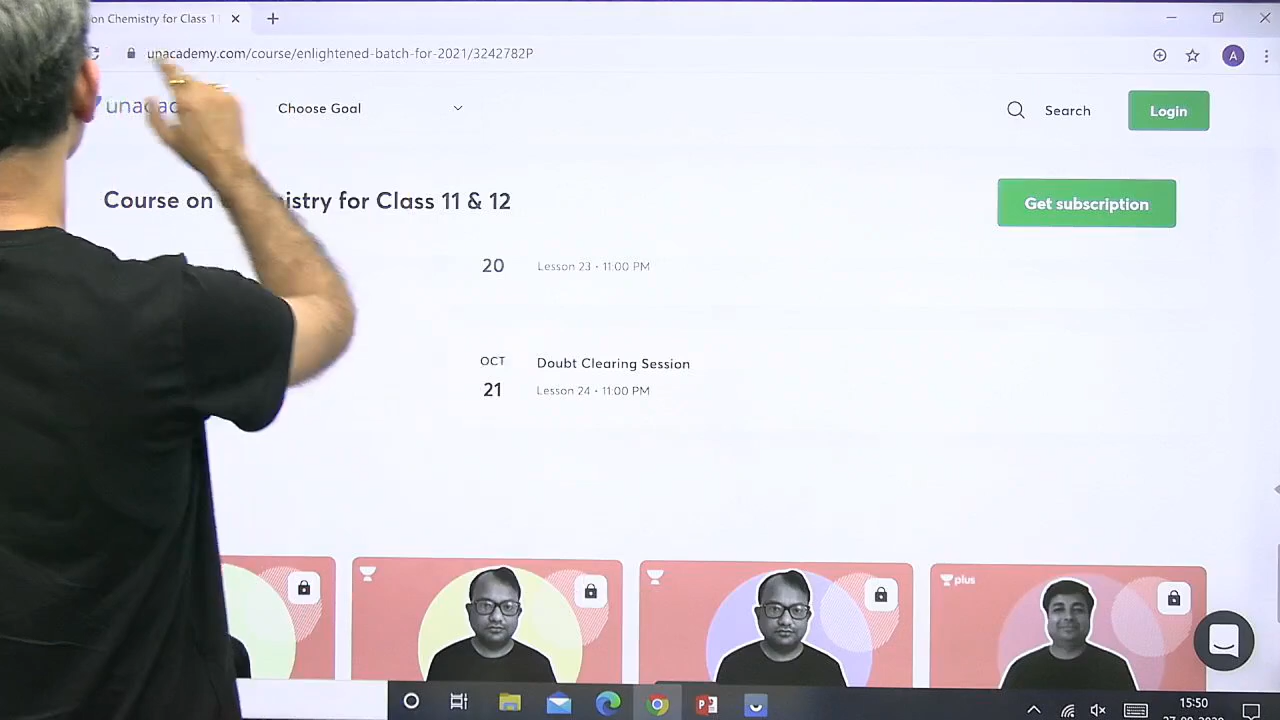 on Chemistry for Class 11
unacademy.com/course/enlightened-batch-for-2021/3242782P
A
unacad
Choose Goal
Search
Login
Course on
istry for Class 11 & 12
Get subscription
20
Lesson 23 • 11:00 PM
OCT
Doubt Clearing Session
21
Lesson 24 • 11:00 PM
plus
15:50